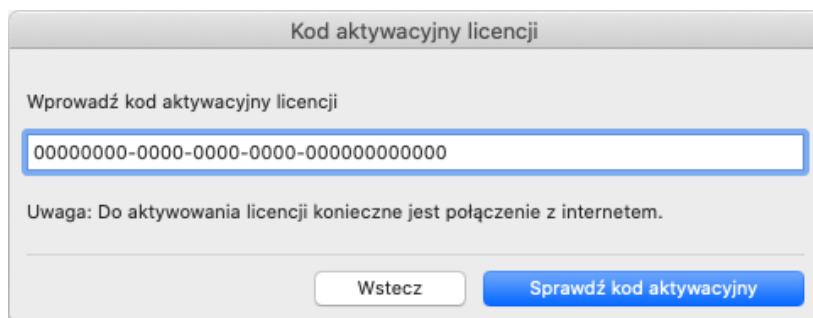 Kod aktywacyjny licencji
Wprowadź kod aktywacyjny licencji
00000000-0000-0000-0000-000000000000
Uwaga: Do aktywowania licencji konieczne jest połączenie z internetem.
Wstecz
Sprawdź kod aktywacyjny